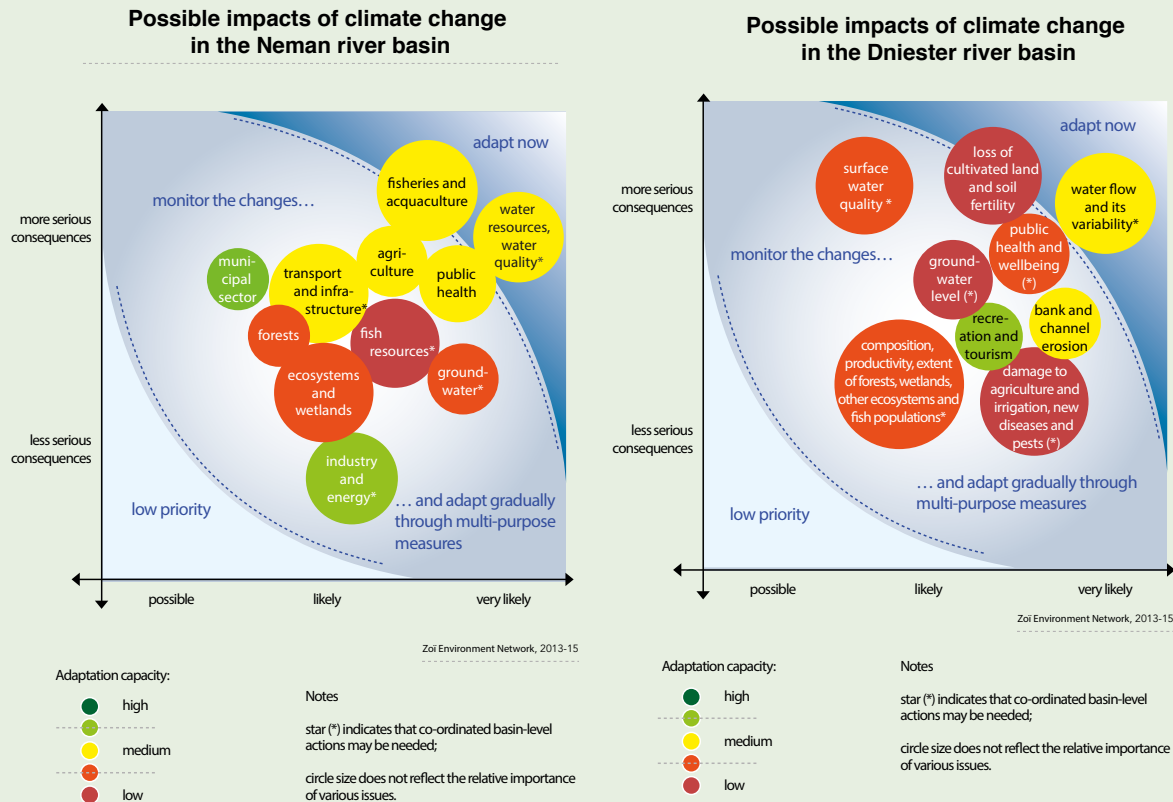 Possible impacts of climate change
in the Neman river basin
adapt now
monitor the changes…
more serious
consequences
less serious
consequences
fisheries and
acquaculture
water
resources,
water
quality*
agri-
culture
public
health
muni-
cipal
sector
transport
and infra-
structure*
forests
fish
resources*
ecosystems
and
wetlands
ground-
water*
industry
and
energy*
low priority
… and adapt gradually
through multi-purpose
measures
possible
likely
very likely
Zoï Environment Network, 2013-15
Adaptation capacity:
high
medium
low
Notes
star (*) indicates that co-ordinated basin-level
actions may be needed;
circle size does not reflect the relative importance
of various issues.
Possible impacts of climate change
in the Dniester river basin
adapt now
monitor the changes…
more serious
consequences
less serious
consequences
surface
water
quality *
loss of
cultivated land
and soil
fertility
water flow
and its
variability*
public
health and
wellbeing
(*)
ground-
water
level (*)
recre-
ation and
tourism
bank and
channel
erosion
composition,
productivity, extent
of forests, wetlands,
other ecosystems and
fish populations*
damage to
agriculture and
irrigation, new
diseases and
pests (*)
low priority
… and adapt gradually through
multi-purpose measures
possible
likely
very likely
Zoï Environment Network, 2013-15
Adaptation capacity:
high
medium
low
Notes
star (*) indicates that co-ordinated basin-level
actions may be needed;
circle size does not reflect the relative importance
of various issues.